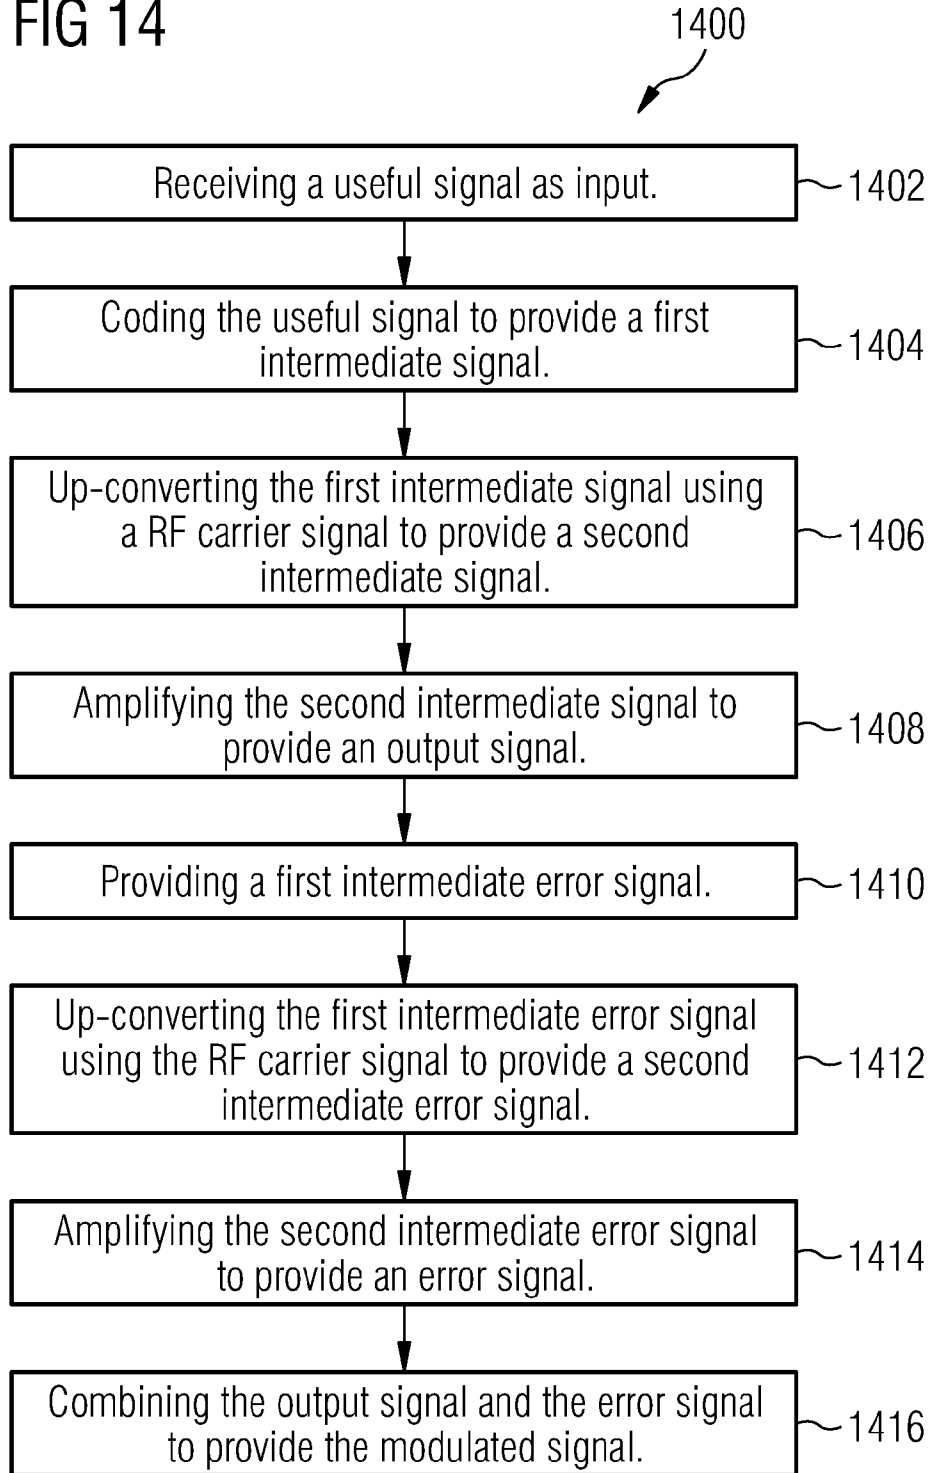 FIG 14
1400
Receiving a useful signal as input.
1402
Coding the useful signal to provide a first
intermediate signal.
1404
Up-converting the first intermediate signal using
a RF carrier signal to provide a second
intermediate signal.
1406
Amplifying the second intermediate signal to
provide an output signal.
1408
Providing a first intermediate error signal.
1410
Up-converting the first intermediate error signal
using the RF carrier signal to provide a second
intermediate error signal.
1412
Amplifying the second intermediate error signal
to provide an error signal.
1414
Combining the output signal and the error signal
to provide the modulated signal.
1416